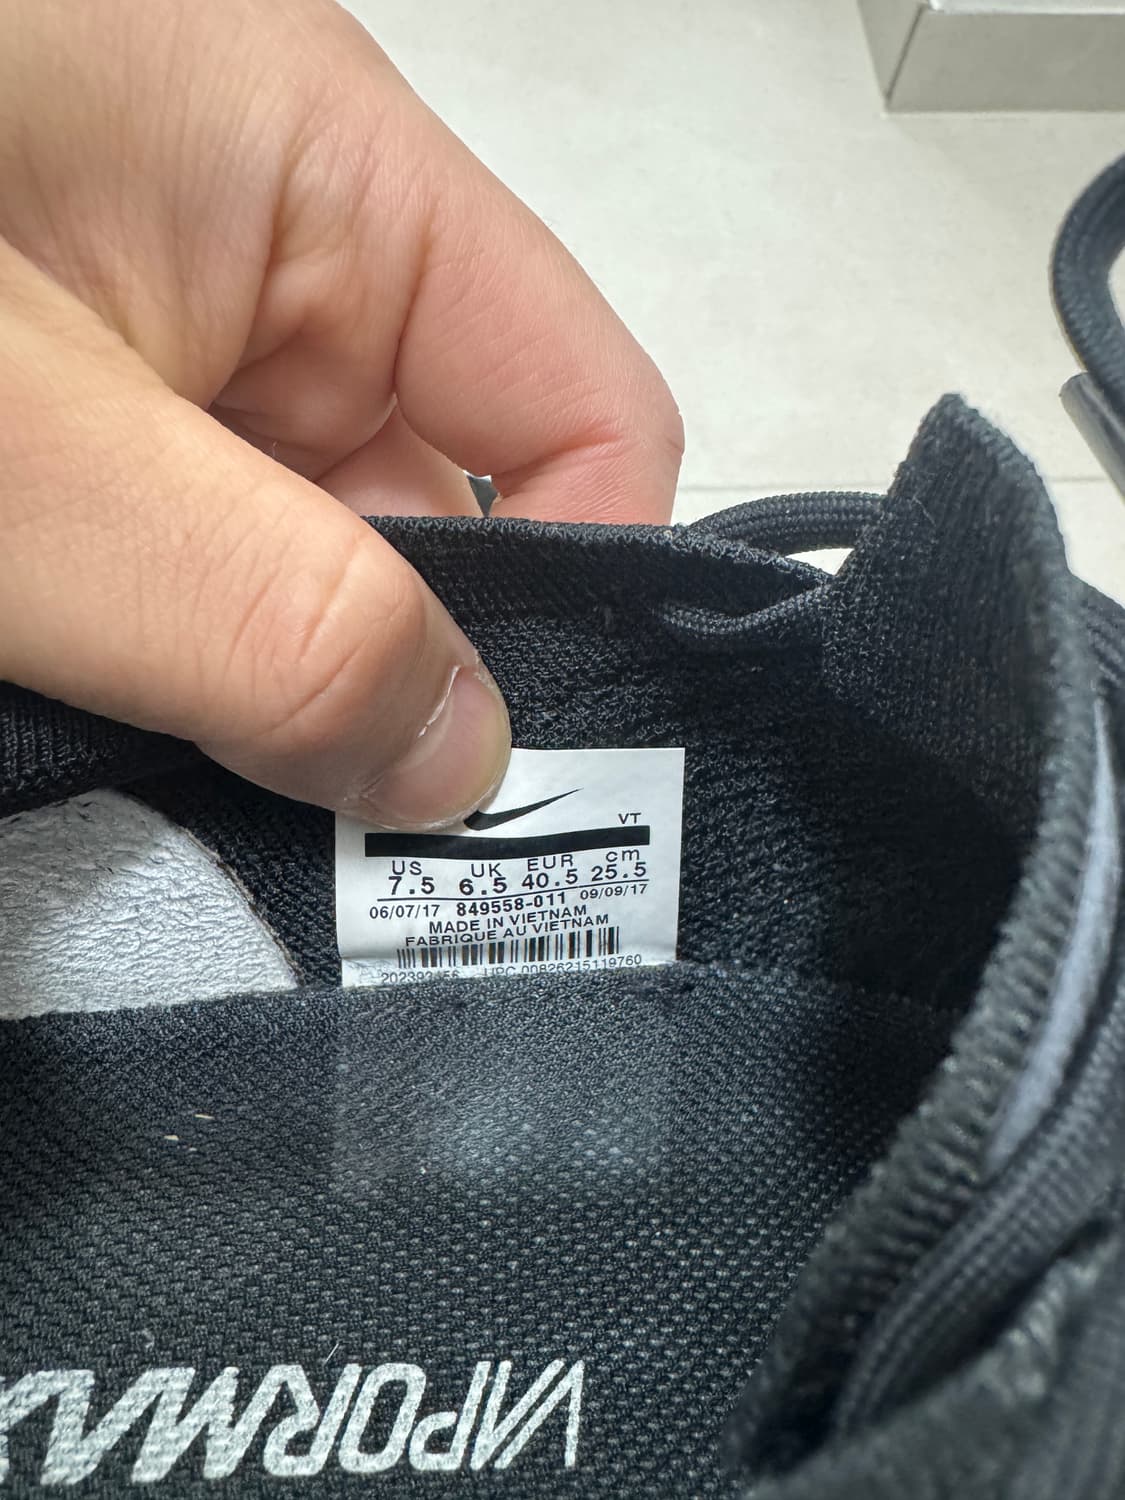 VT
US UK EUR cm
7.5 6.5 40.5 25.5
06/07/17 849558-011 09/09/17
MADE IN VIETNAM
FABRIQUE AU VIETNAM
UPC 00826215119760
VAPORMAX